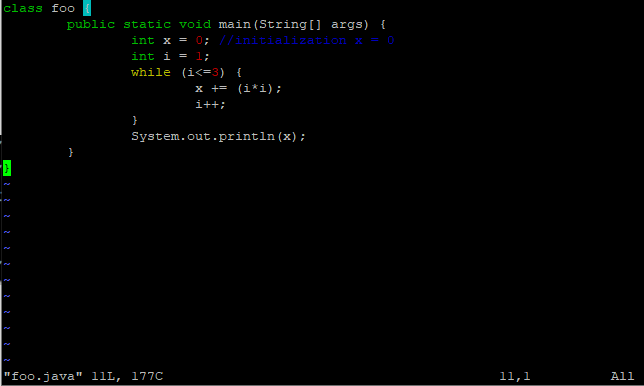 class foo {
        public static void main(String[] args) {
                int x = 0; //initialization x = 0
                int i = 1;
                while (i<=3) {
                        x += (i*i);
                        i++;
                }
                System.out.println(x);
        }
}
~
~
~
~
~
~
~
~
~
~
~
~
"foo.java" 11L, 177C                                          11,1          All